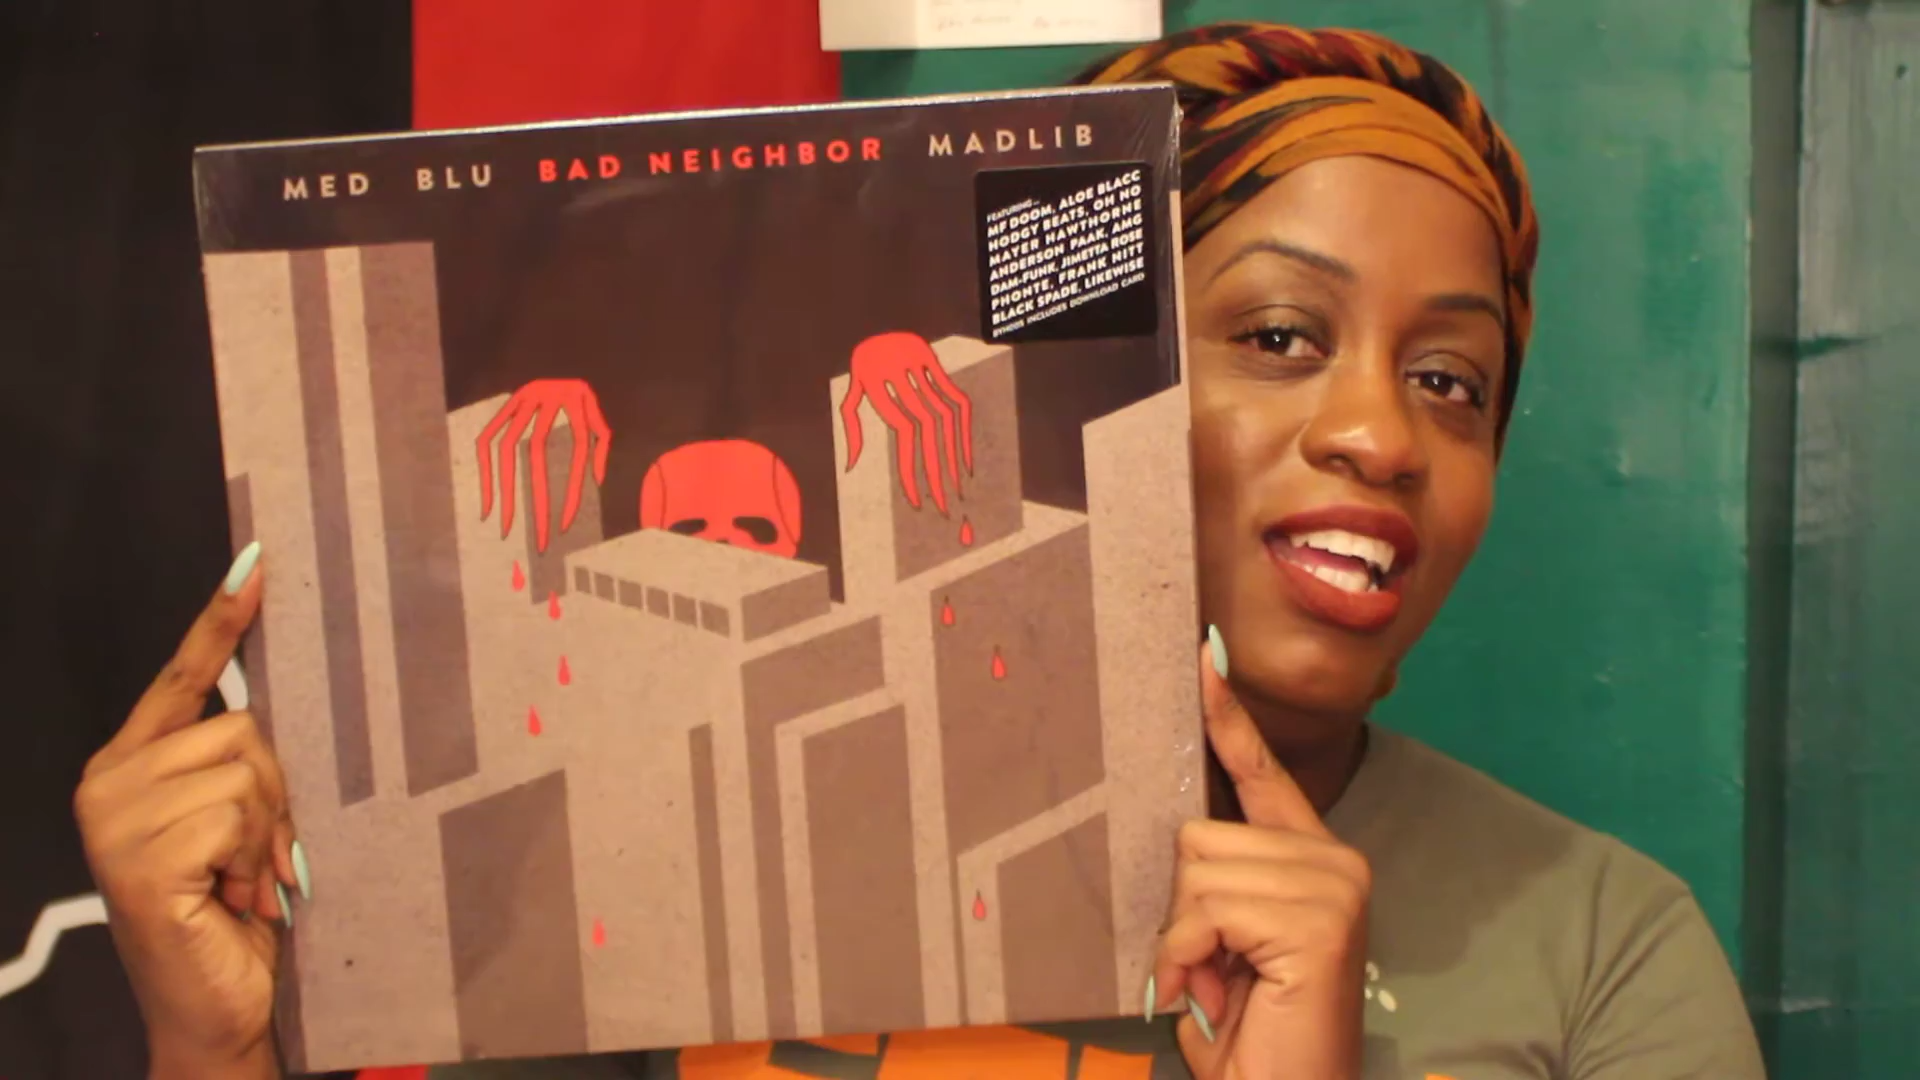 MED BLU BAD NEIGHBOR MADLIB
FEATURING—
MF DOOM, ALOE BLACC
HODGY BEATS, OH NO
MAYER HAWTHORNE
ANDERSON PAAK, AMG
DAM-FUNK, JIMETTA ROSE
PHONTE, FRANK NITT
BLACK SPADE, LIKEWISE
INCLUDES DOWNLOAD CARD